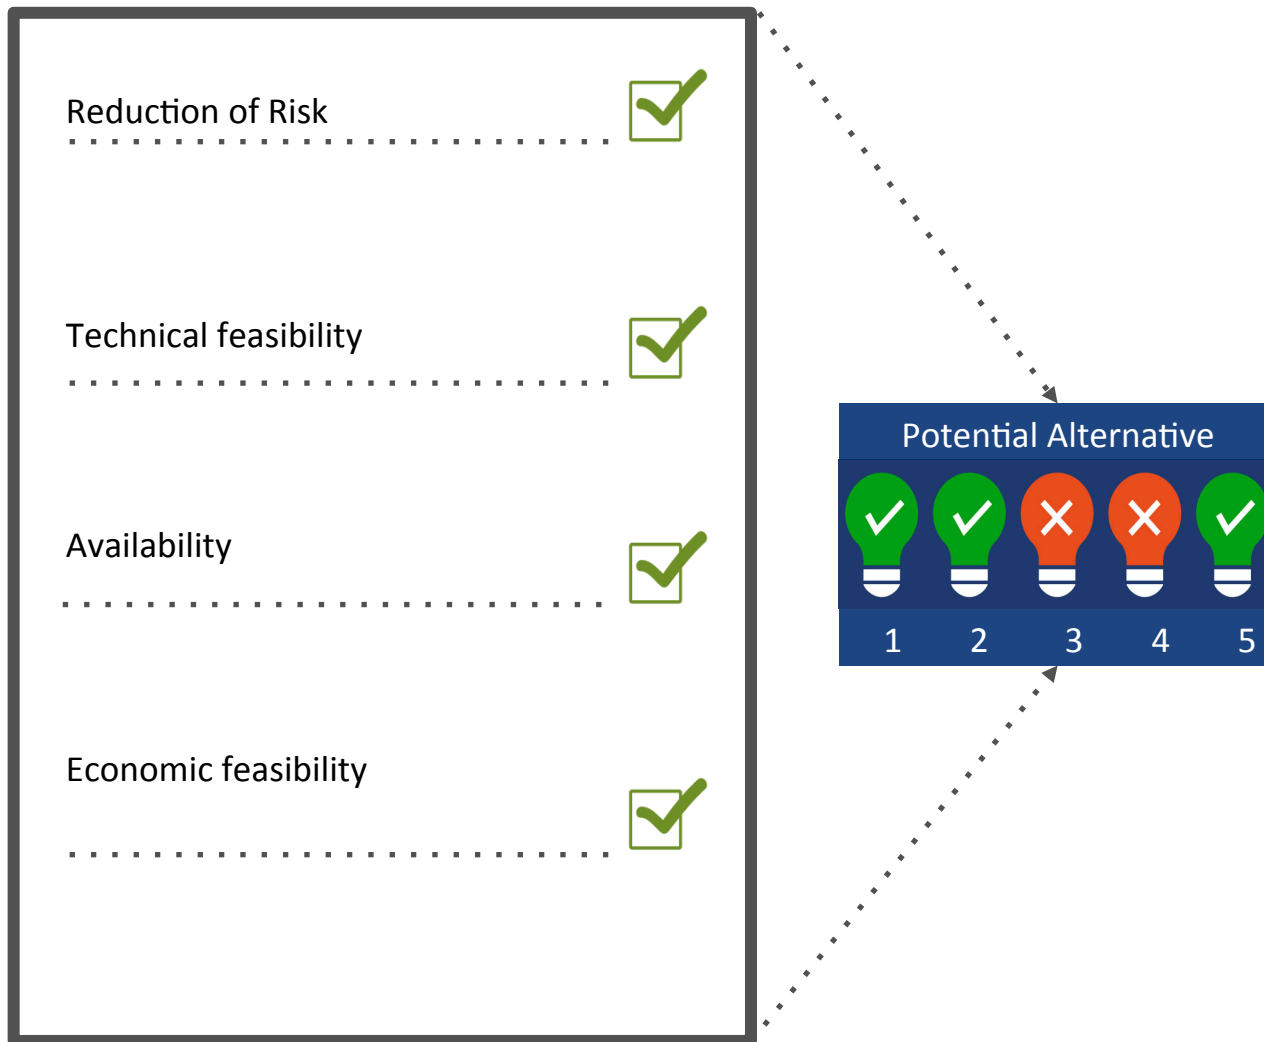 Reduction of Risk
Technical feasibility
Availability
Economic feasibility
Potential Alternative
1 2 3 4 5